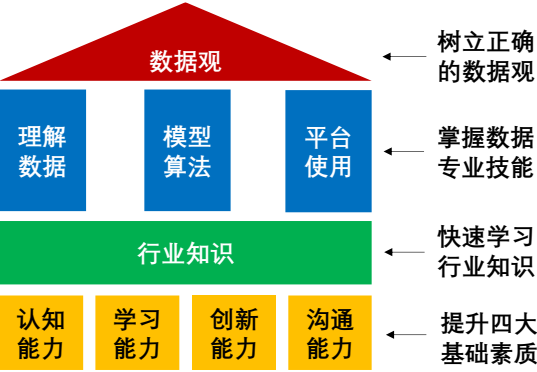 数据观
树立正确
的数据观
理解
数据
模型
算法
平台
使用
掌握数据
专业技能
行业知识
快速学习
行业知识
认知
能力
学习
能力
创新
能力
沟通
能力
提升四大
基础素质